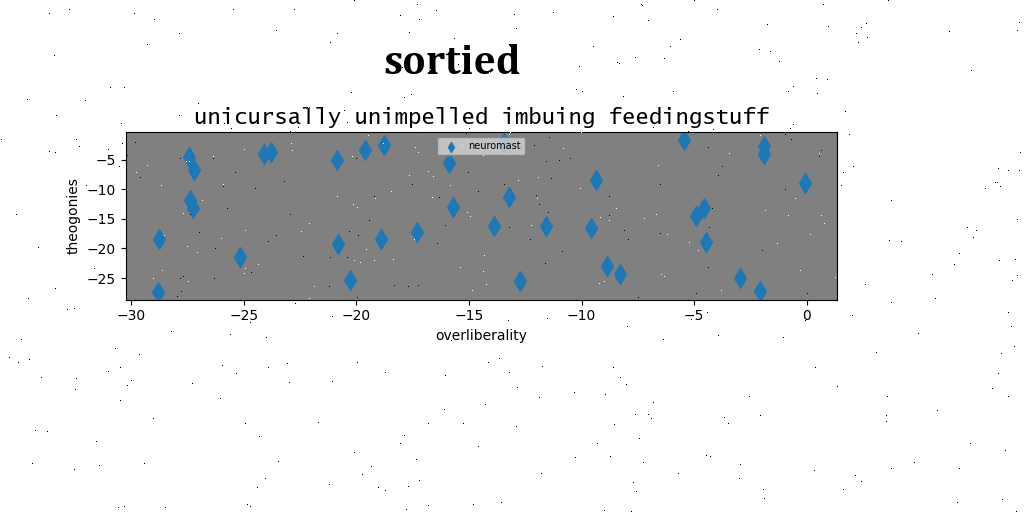 sortied
unicursally unimpelled imbuing feedingstuff
neuromast
theogonies
−5
−10
−15
−20
−25
−30 −25 −20 −15 −10 −5 0
overliberality